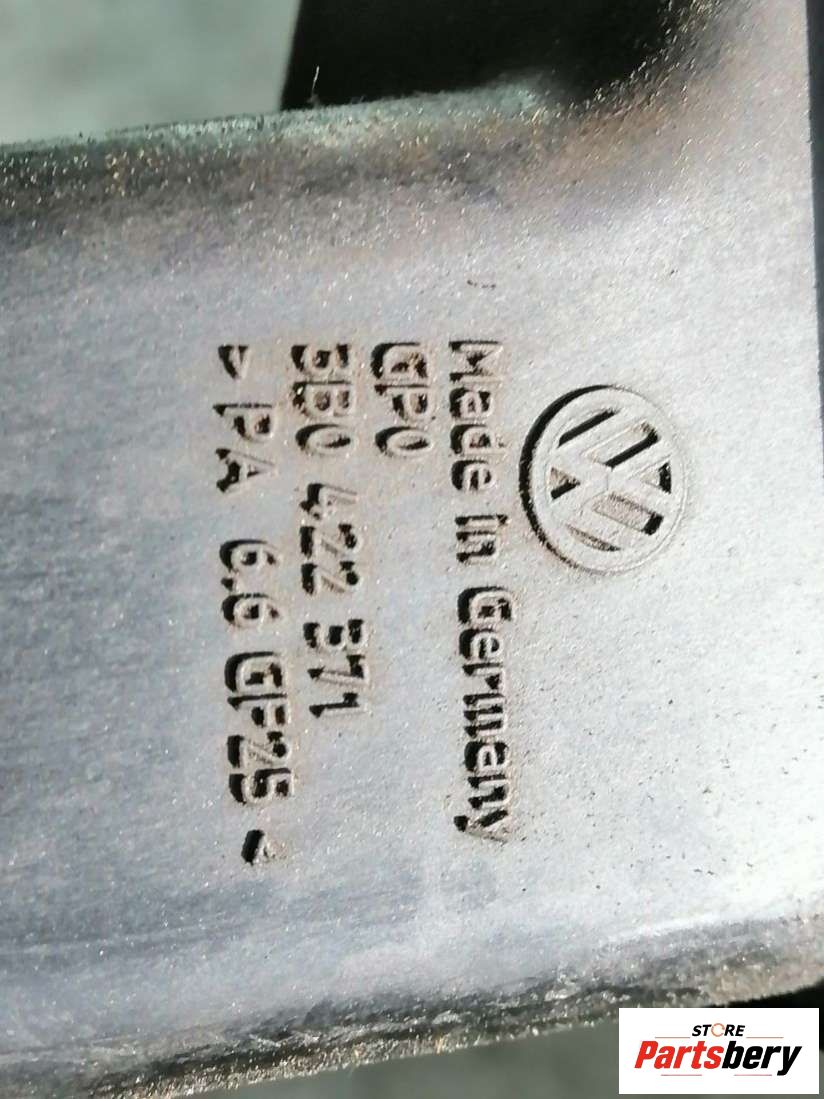 Made in Germany
GPO
3B0 422 371
> PA 6.6 GF25 <
STORE
Partsbery